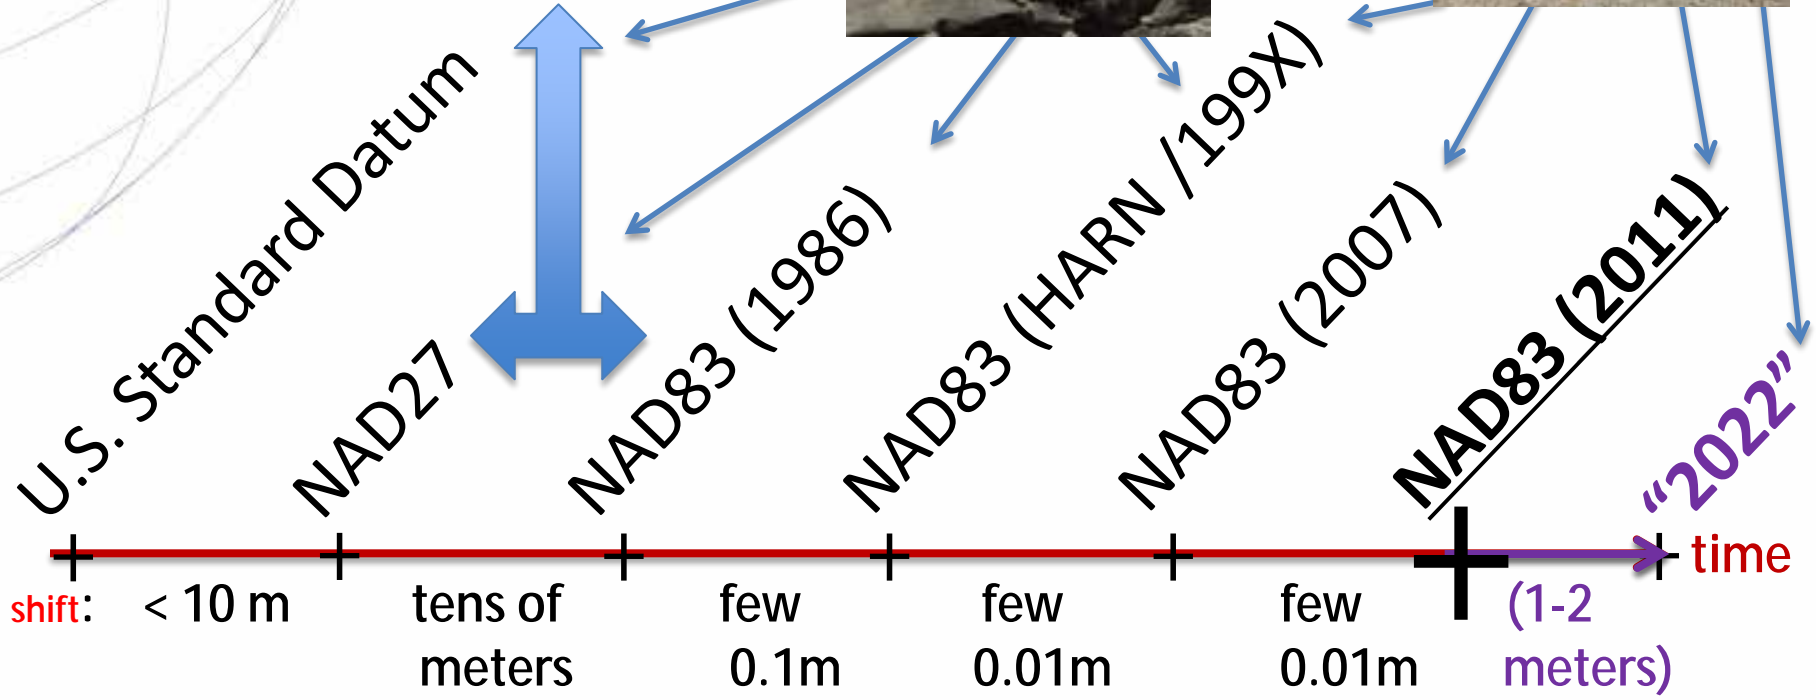 U.S. Standard Datum
NAD27
NAD83 (1986)
NAD83 (HARN /199X)
NAD83 (2007)
NAD83 (2011)
“2022”
time
shift: < 10 m tens of few few few (1-2
meters 0.1m 0.01m 0.01m meters)